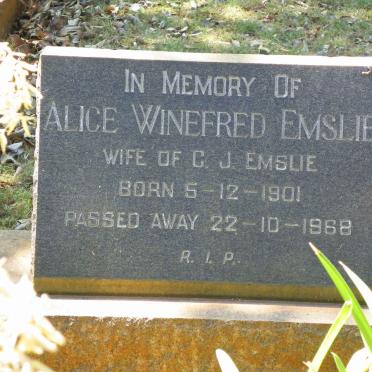 IN MEMORY OF
ALICE WINEFRED EMSLIE
WIFE OF C. J. EMSLIE
BORN 5-12-1901
PASSED AWAY 22-10-1968
R. I. P.